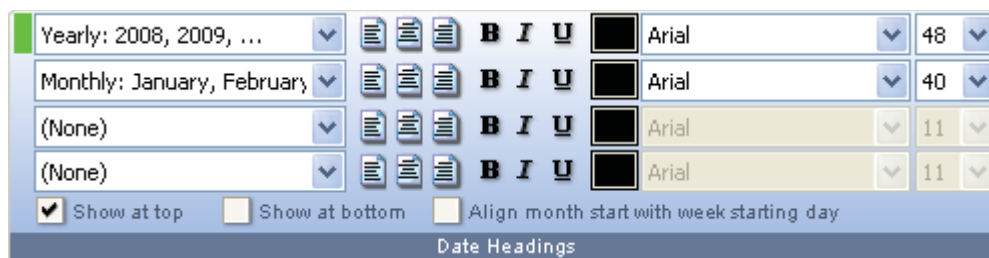 Yearly: 2008, 2009, ... B I U Arial 48
Monthly: January, February B I U Arial 40
(None) B I U Arial 11
(None) B I U Arial 11
Show at top Show at bottom Align month start with week starting day
Date Headings